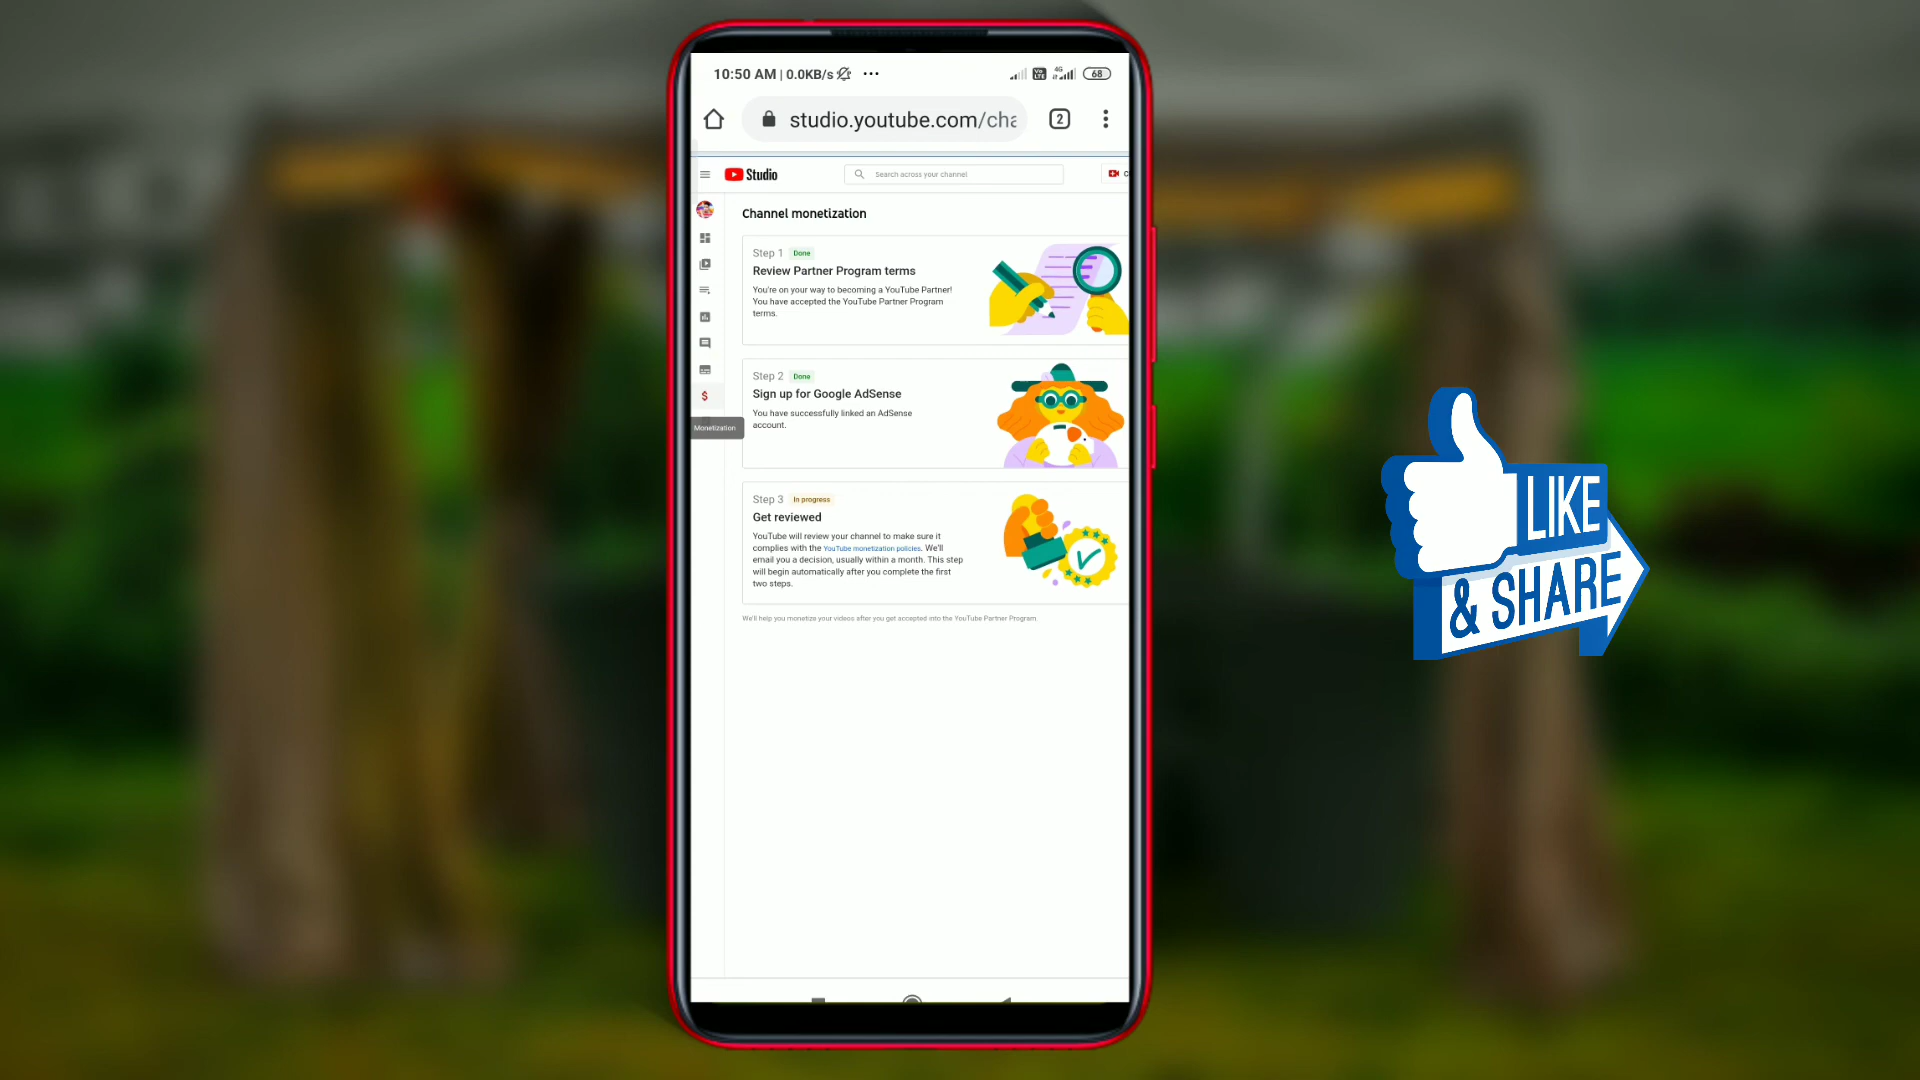 10:50 AM | 0.0KB/s
4G
Vo LTE
68
studio.youtube.com/cha
2
Studio
Search across your channel
C
Channel monetization
Step 1 Done
Review Partner Program terms
You're on your way to becoming a YouTube Partner!
You have accepted the YouTube Partner Program
terms.
Step 2 Done
Sign up for Google AdSense
You have successfully linked an AdSense
account.
Monetization
Step 3 In progress
Get reviewed
YouTube will review your channel to make sure it
complies with the YouTube monetization policies. We'll
email you a decision, usually within a month. This step
will begin automatically after you complete the first
two steps.
We'll help you monetize your videos after you get accepted into the YouTube Partner Program.
LIKE
& SHARE